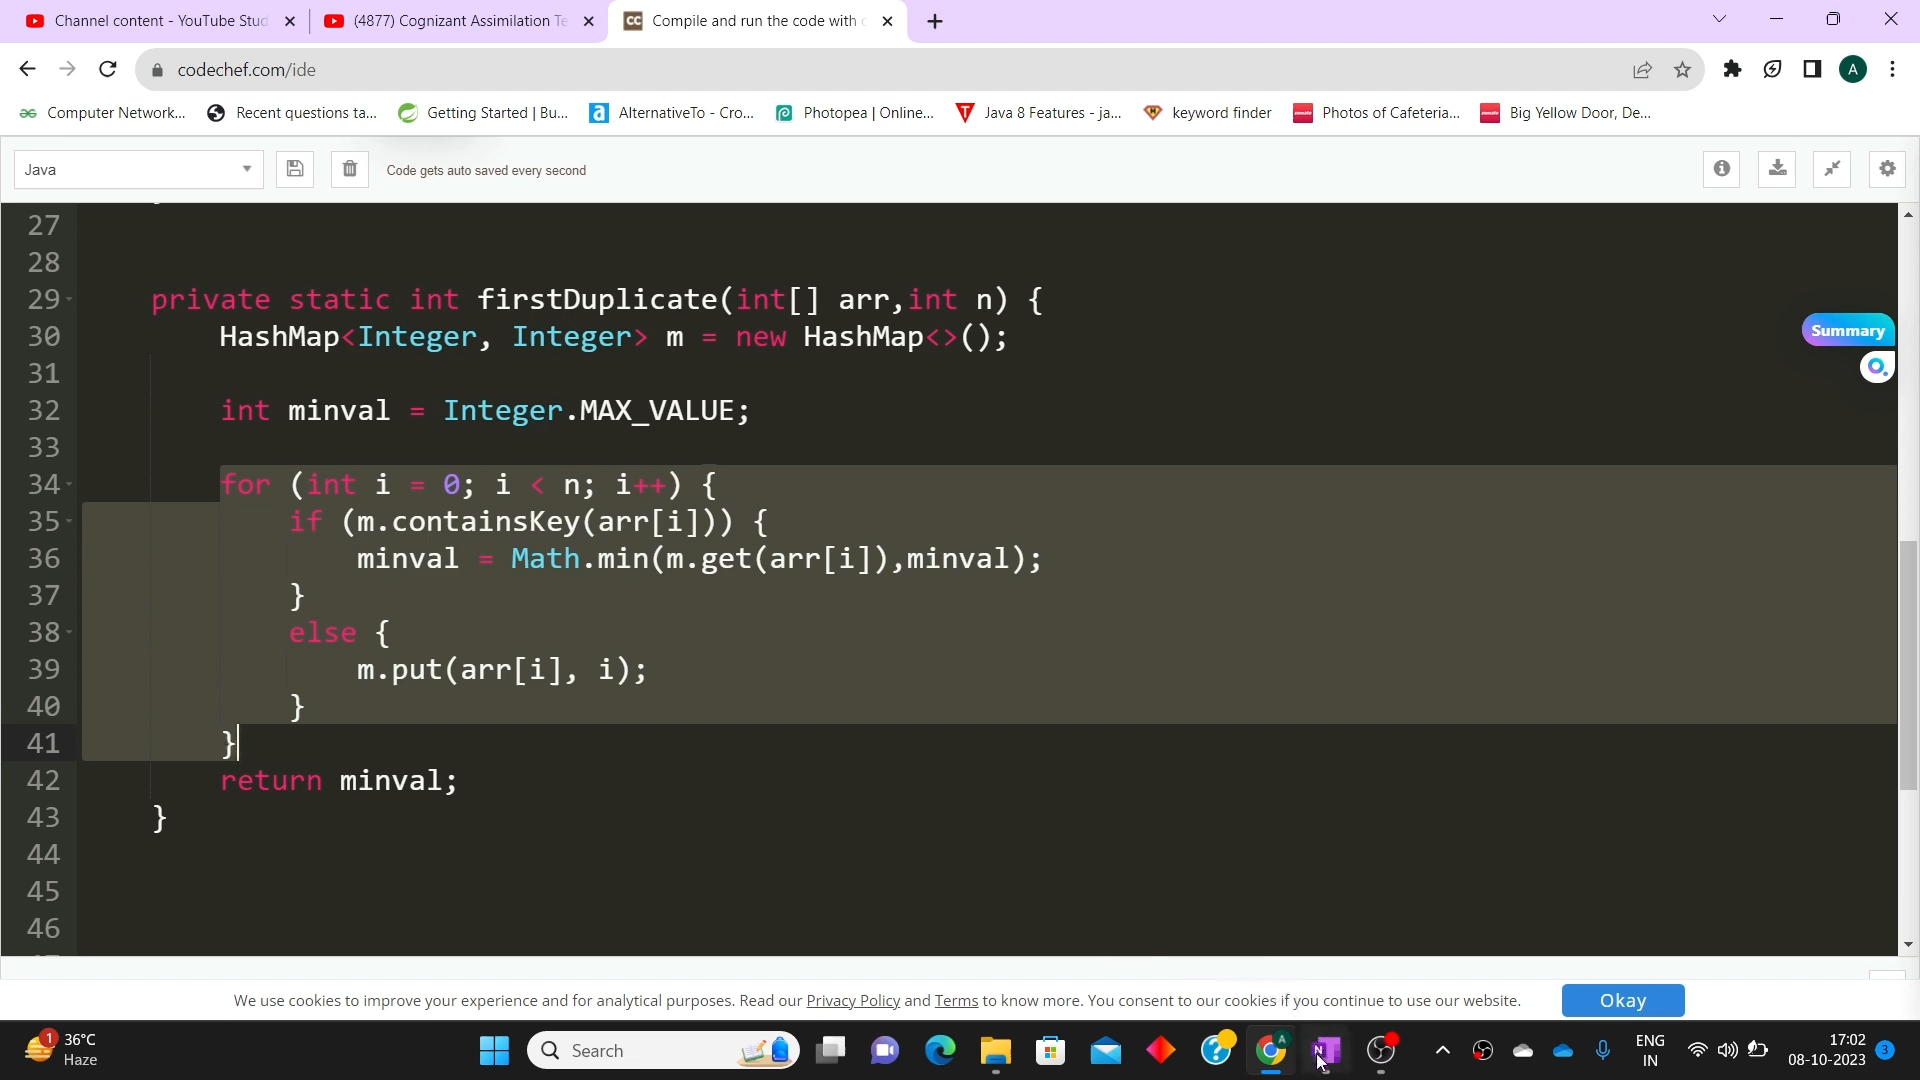 Channel content - YouTube Stud
(4877) Cognizant Assimilation Te
CC Compile and run the code with c
codechef.com/ide
A
Computer Network...
Recent questions ta...
Getting Started | Bu...
AlternativeTo - Cro...
Photopea | Online...
Java 8 Features - ja...
keyword finder
Photos of Cafeteria...
Big Yellow Door, De...
Java
Code gets auto saved every second
27
28
29 private static int firstDuplicate(int[] arr,int n) {
30 HashMap<Integer, Integer> m = new HashMap<>();
31
32 int minval = Integer.MAX_VALUE;
33
34 for (int i = 0; i < n; i++) {
35 if (m.containsKey(arr[i])) {
36 minval = Math.min(m.get(arr[i]),minval);
37 }
38 else {
39 m.put(arr[i], i);
40 }
41 }
42 return minval;
43 }
44
45
46
Summary
We use cookies to improve your experience and for analytical purposes. Read our Privacy Policy and Terms to know more. You consent to our cookies if you continue to use our website.
Okay
1
36°C
Haze
Search
ENG
IN
17:02
08-10-2023
3